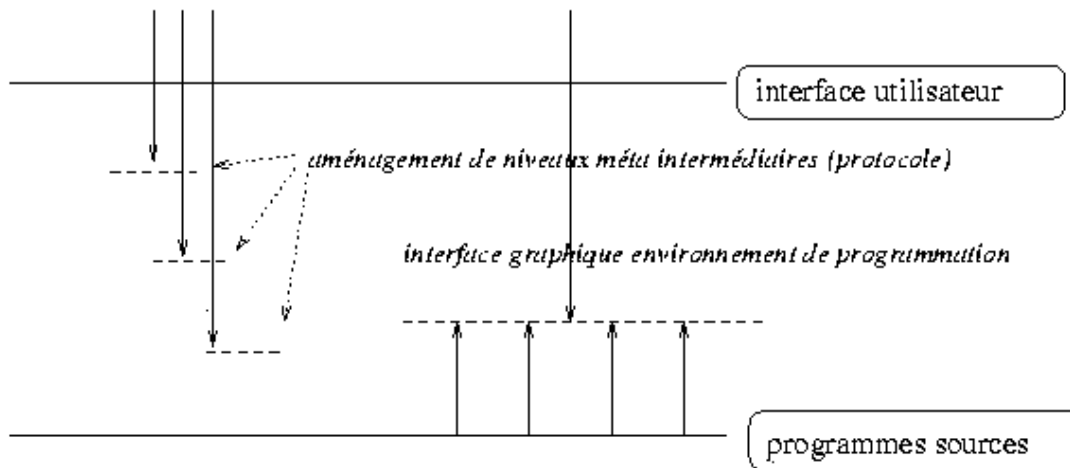 interface utilisateur
aménagement de niveaux méta intermédiaires (protocole)
interface graphique environnement de programmation
programmes sources